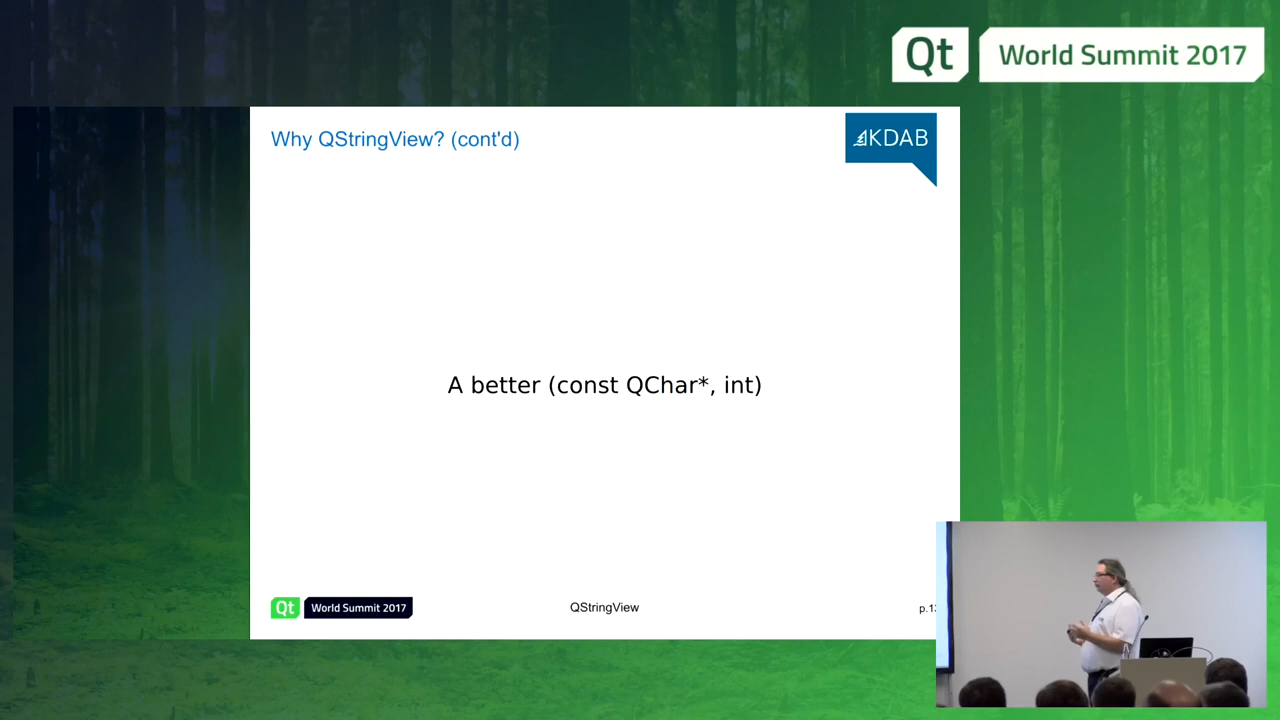 Qt World Summit 2017
Why QStringView? (cont'd)
KDAB
A better (const QChar*, int)
Qt World Summit 2017
QStringView